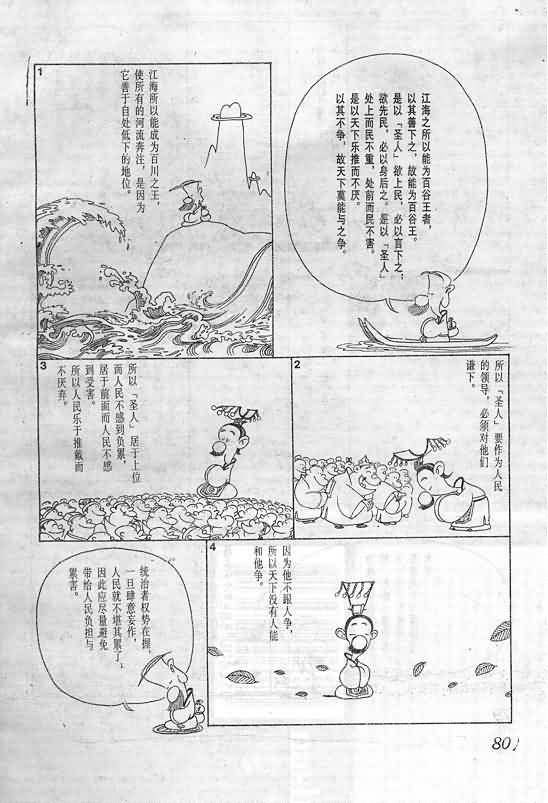 江海之所以能为百谷王者，
以其善下之，故能为百谷王。
是以「圣人」欲上民，必以言下之；
欲先民，必以身后之。是以「圣人」
处上而民不重，处前而民不害。
是以天下乐推而不厌。
以其不争，故天下莫能与之争。
1
江海所以能成为百川之王，
使所有的河流奔注，是因为
它善于自处低下的地位。
2
所以「圣人」要作为人民
的领导，必须对他们
谦下。
3
所以「圣人」居于上位
而人民不感到负累，
居于前面而人民不感
到受害。
所以人民乐于推戴而
不厌弃。
4
因为他不跟人争，
所以天下没有人能
和他争。
统治者权势在握，
一旦肆意妄作，
人民就不堪其累了，
因此应尽量避免
带给人民负担与
累害。
80